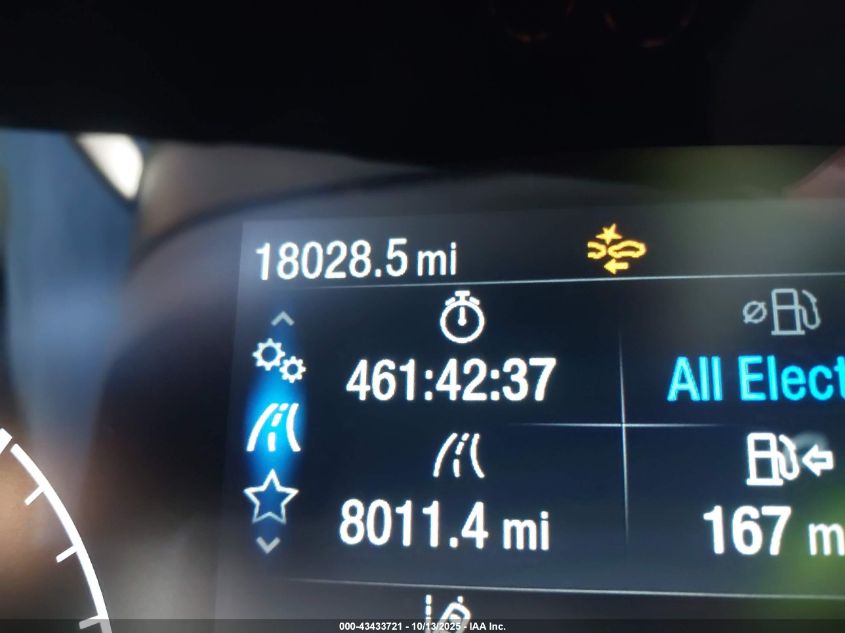 18028.5 mi
461:42:37
All Elect
8011.4 mi
167 m
000-43433721 - 10/13/2025 - IAA Inc.